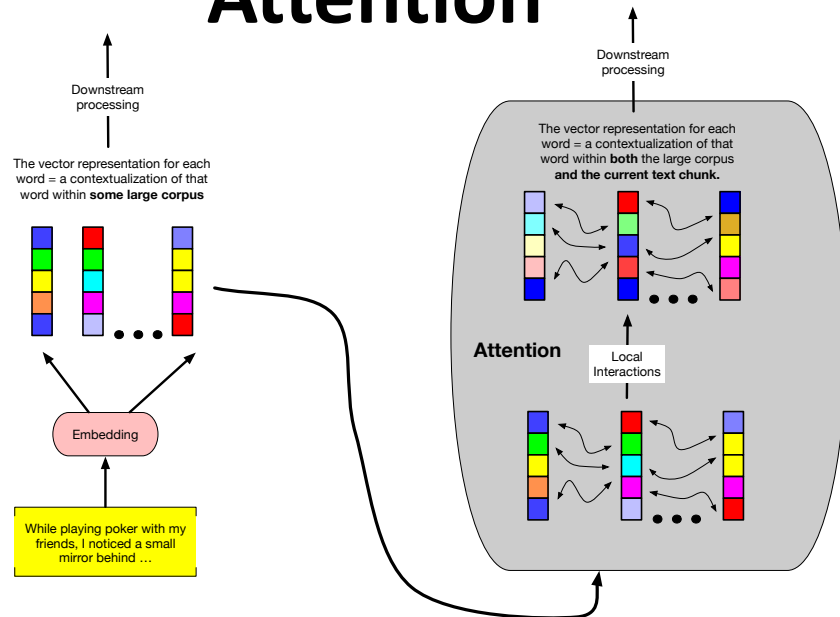 Attention
Downstream
processing
The vector representation for each
word = a contextualization of that
word within some large corpus
Embedding
While playing poker with my
friends, I noticed a small
mirror behind …
Downstream
processing
The vector representation for each
word = a contextualization of that
word within both the large corpus
and the current text chunk.
Attention
Local
Interactions